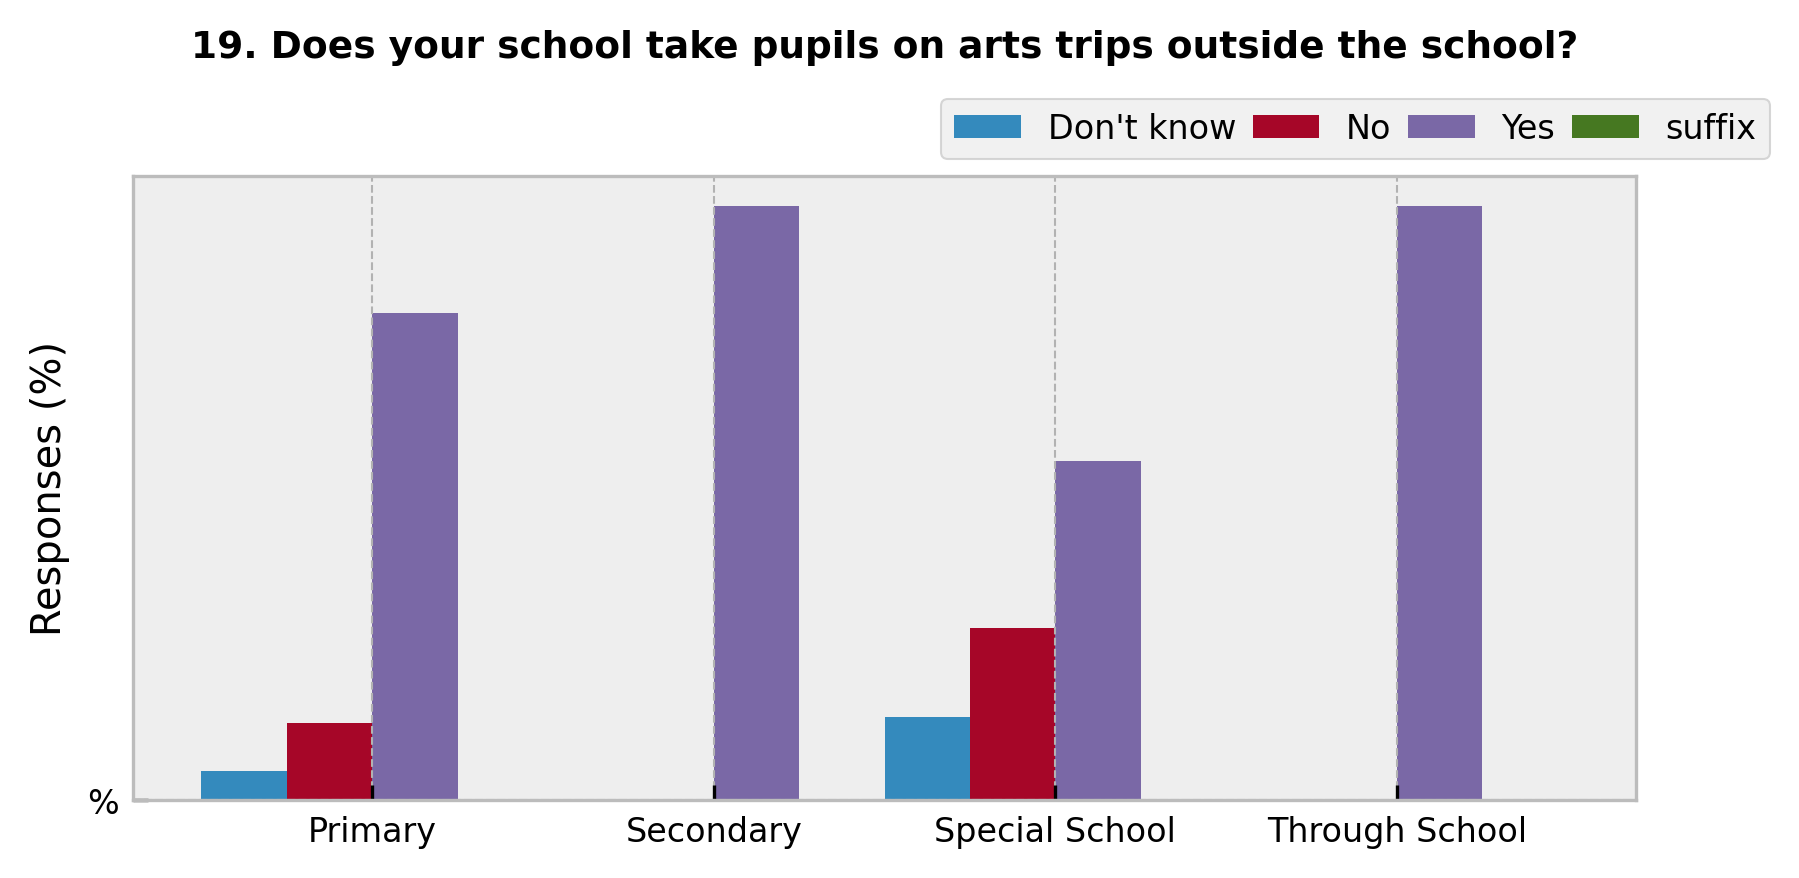 19. Does your school take pupils on arts trips outside the school?
Don't know No Yes suffix
Responses (%)
%
Primary Secondary Special School Through School